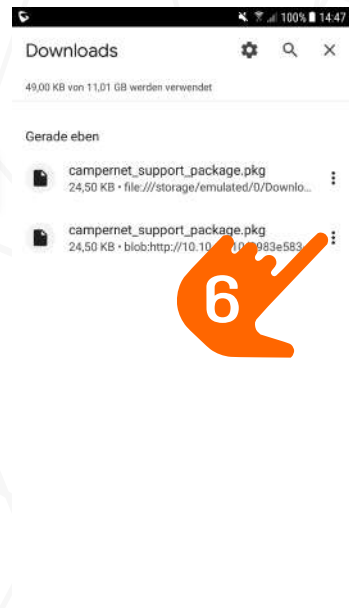 100% 14:47
Downloads
49,00 KB von 11,01 GB werden verwendet
Gerade eben
campernet_support_package.pkg
24,50 KB • file:///storage/emulated/0/Downlo...
campernet_support_package.pkg
24,50 KB • blob:http://10.10
6